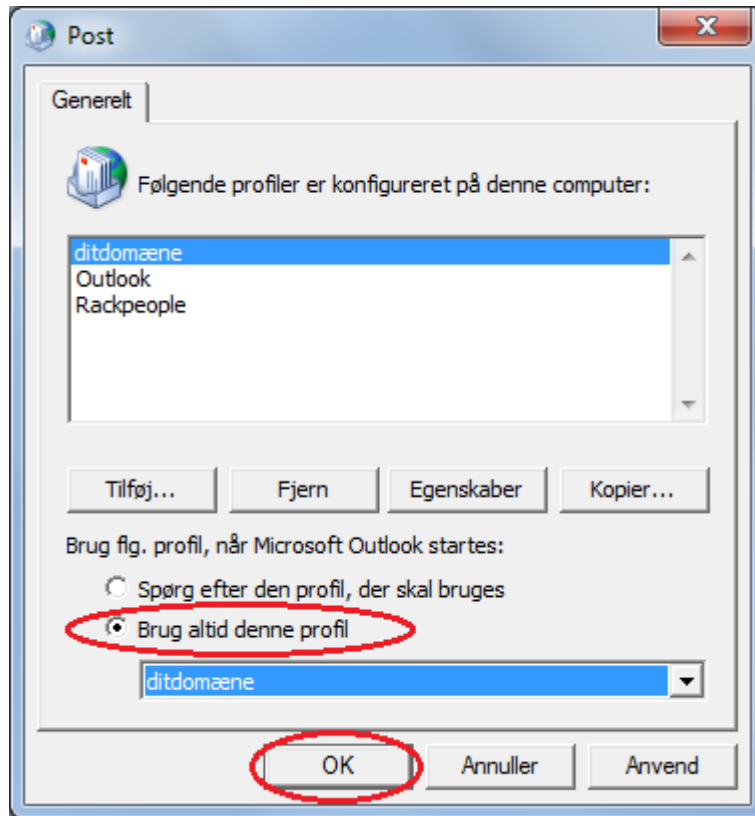 Post
Generelt
Følgende profiler er konfigureret på denne computer:
ditdomæne
Outlook
Rackpeople
Tilføj... Fjern Egenskaber Kopier...
Brug flg. profil, når Microsoft Outlook startes:
Spørg efter den profil, der skal bruges
Brug altid denne profil
ditdomæne
OK Annuller Anvend